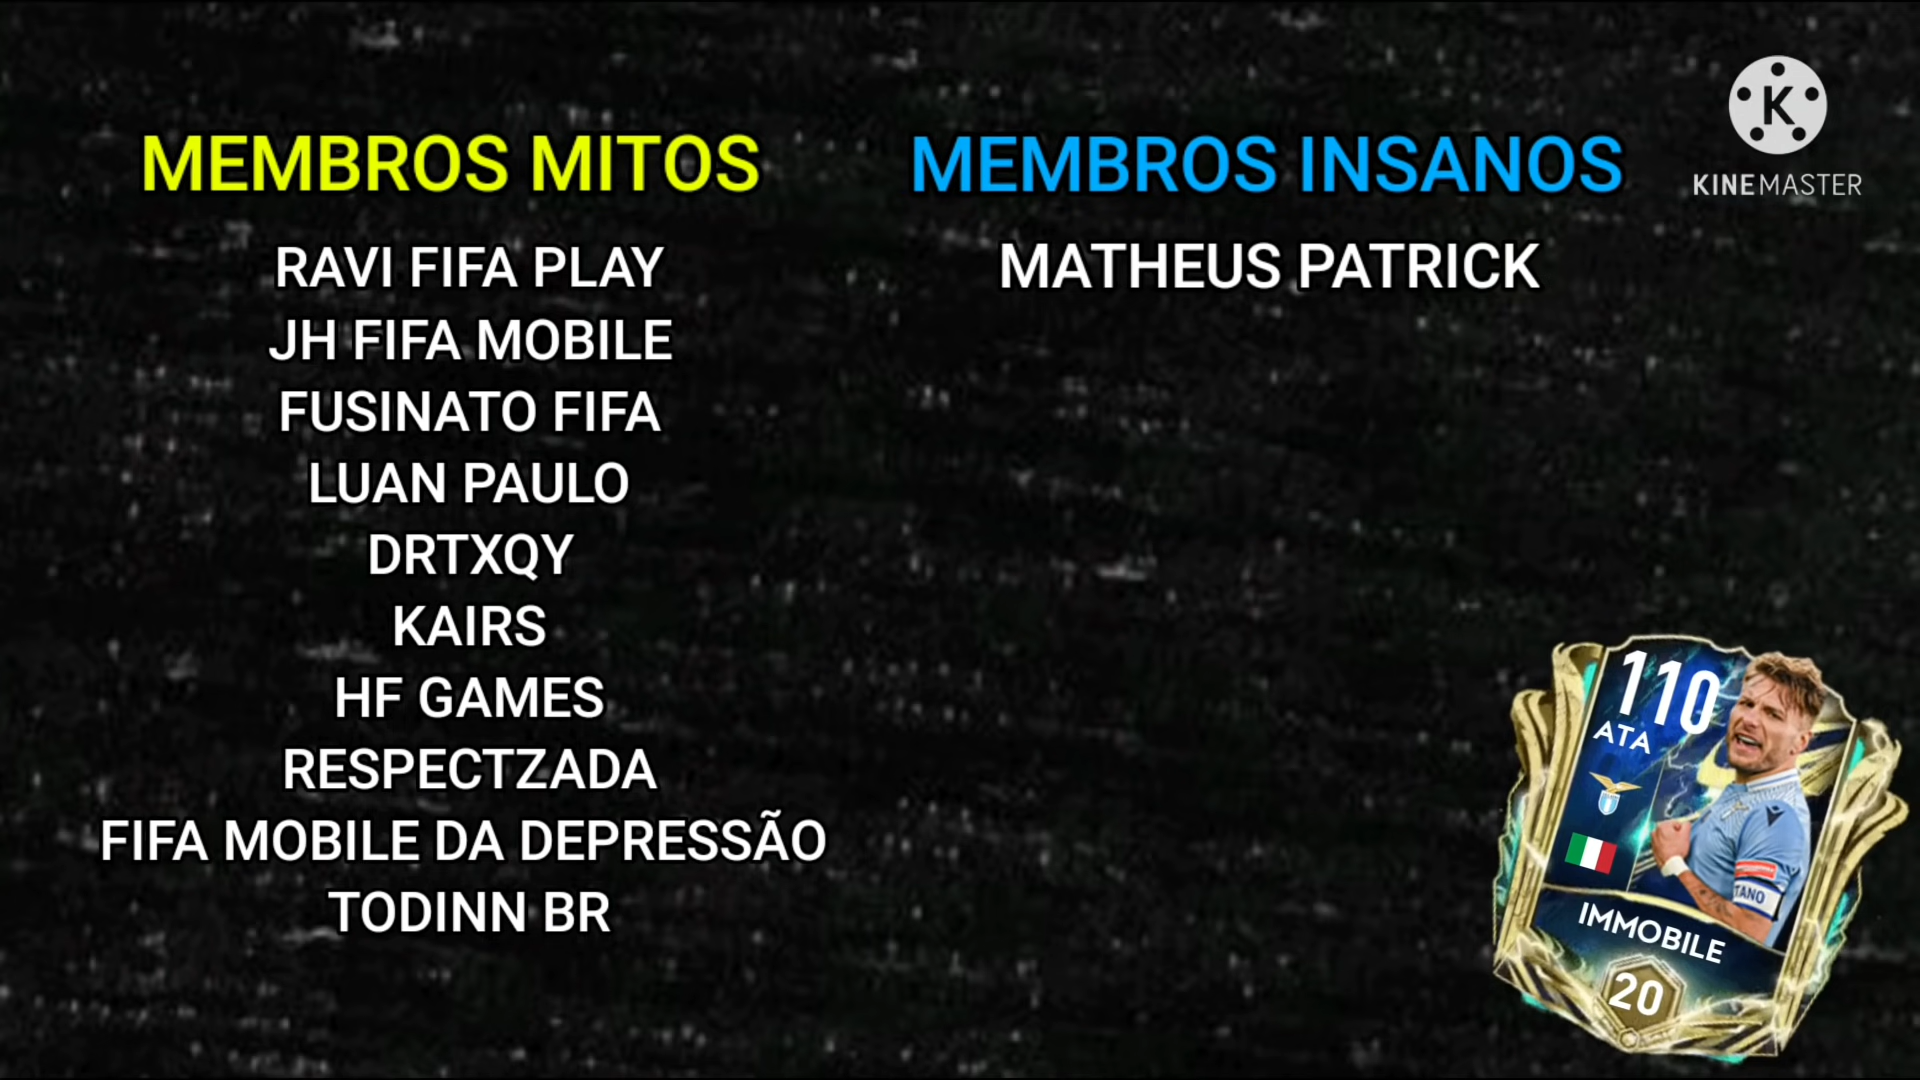 MEMBROS MITOS
RAVI FIFA PLAY
JH FIFA MOBILE
FUSINATO FIFA
LUAN PAULO
DRTXQY
KAIRS
HF GAMES
RESPECTZADA
FIFA MOBILE DA DEPRESSÃO
TODINN BR
MEMBROS INSANOS
MATHEUS PATRICK
K
KINEMASTER
110
ATA
TANO
IMMOBILE
20